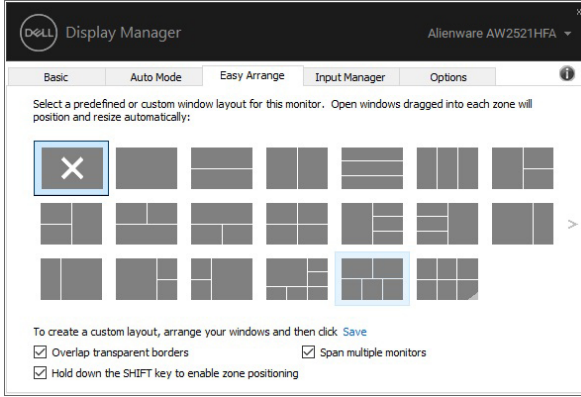 DELL Display Manager
Alienware AW2521HFA
Basic Auto Mode Easy Arrange Input Manager Options
Select a predefined or custom window layout for this monitor. Open windows dragged into each zone will
position and resize automatically:
To create a custom layout, arrange your windows and then click Save
Overlap transparent borders Span multiple monitors
Hold down the SHIFT key to enable zone positioning